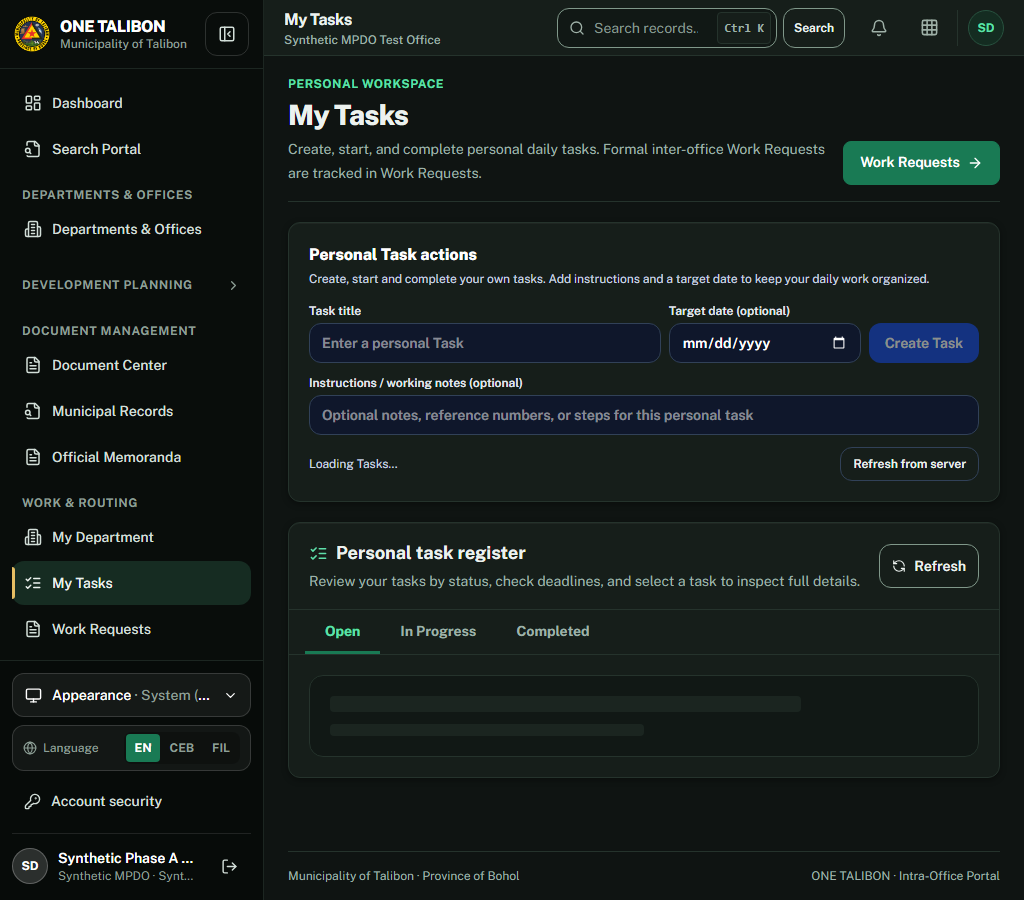 ONE TALIBON
Municipality of Talibon
Dashboard
Search Portal
DEPARTMENTS & OFFICES
Departments & Offices
DEVELOPMENT PLANNING
DOCUMENT MANAGEMENT
Document Center
Municipal Records
Official Memoranda
WORK & ROUTING
My Department
My Tasks
Work Requests
Appearance · System (...
Language EN CEB FIL
Account security
SD
Synthetic Phase A ...
Synthetic MPDO · Synt...
My Tasks
Synthetic MPDO Test Office
Search records.. Ctrl K Search SD
PERSONAL WORKSPACE
My Tasks
Create, start, and complete personal daily tasks. Formal inter-office Work Requests
are tracked in Work Requests.
Work Requests →
Personal Task actions
Create, start and complete your own tasks. Add instructions and a target date to keep your daily work organized.
Task title Target date (optional)
Enter a personal Task mm/dd/yyyy Create Task
Instructions / working notes (optional)
Optional notes, reference numbers, or steps for this personal task
Loading Tasks... Refresh from server
Personal task register
Review your tasks by status, check deadlines, and select a task to inspect full details.
Refresh
Open In Progress Completed
Municipality of Talibon · Province of Bohol ONE TALIBON · Intra-Office Portal